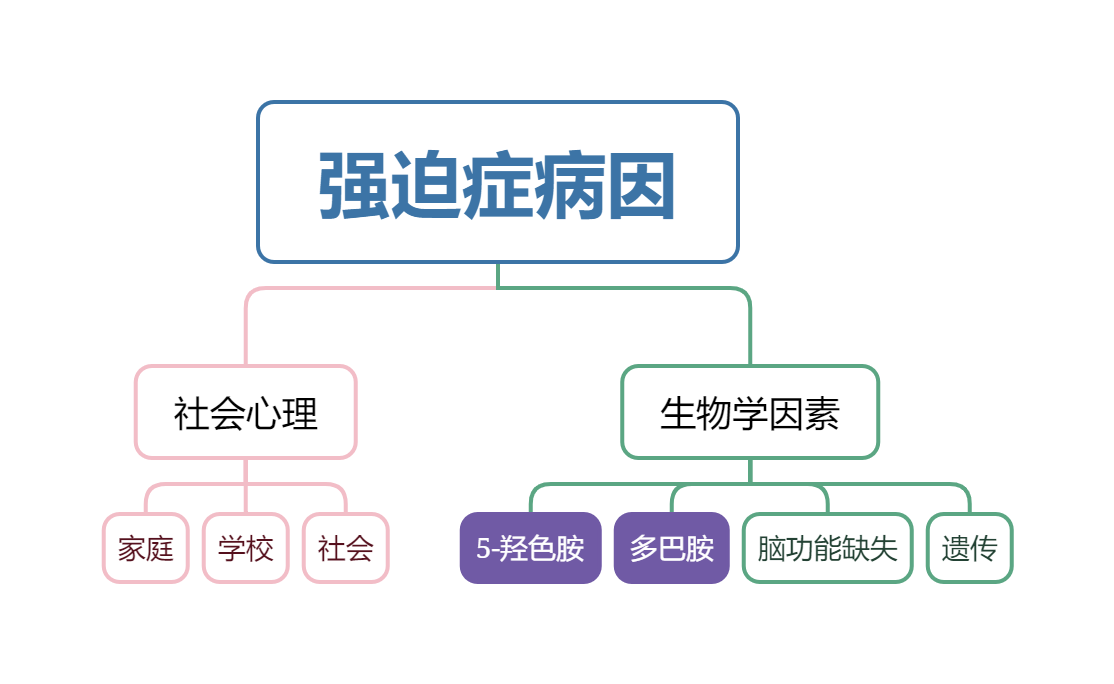 强迫症病因
社会心理
生物学因素
家庭
学校
社会
5-羟色胺
多巴胺
脑功能缺失
遗传